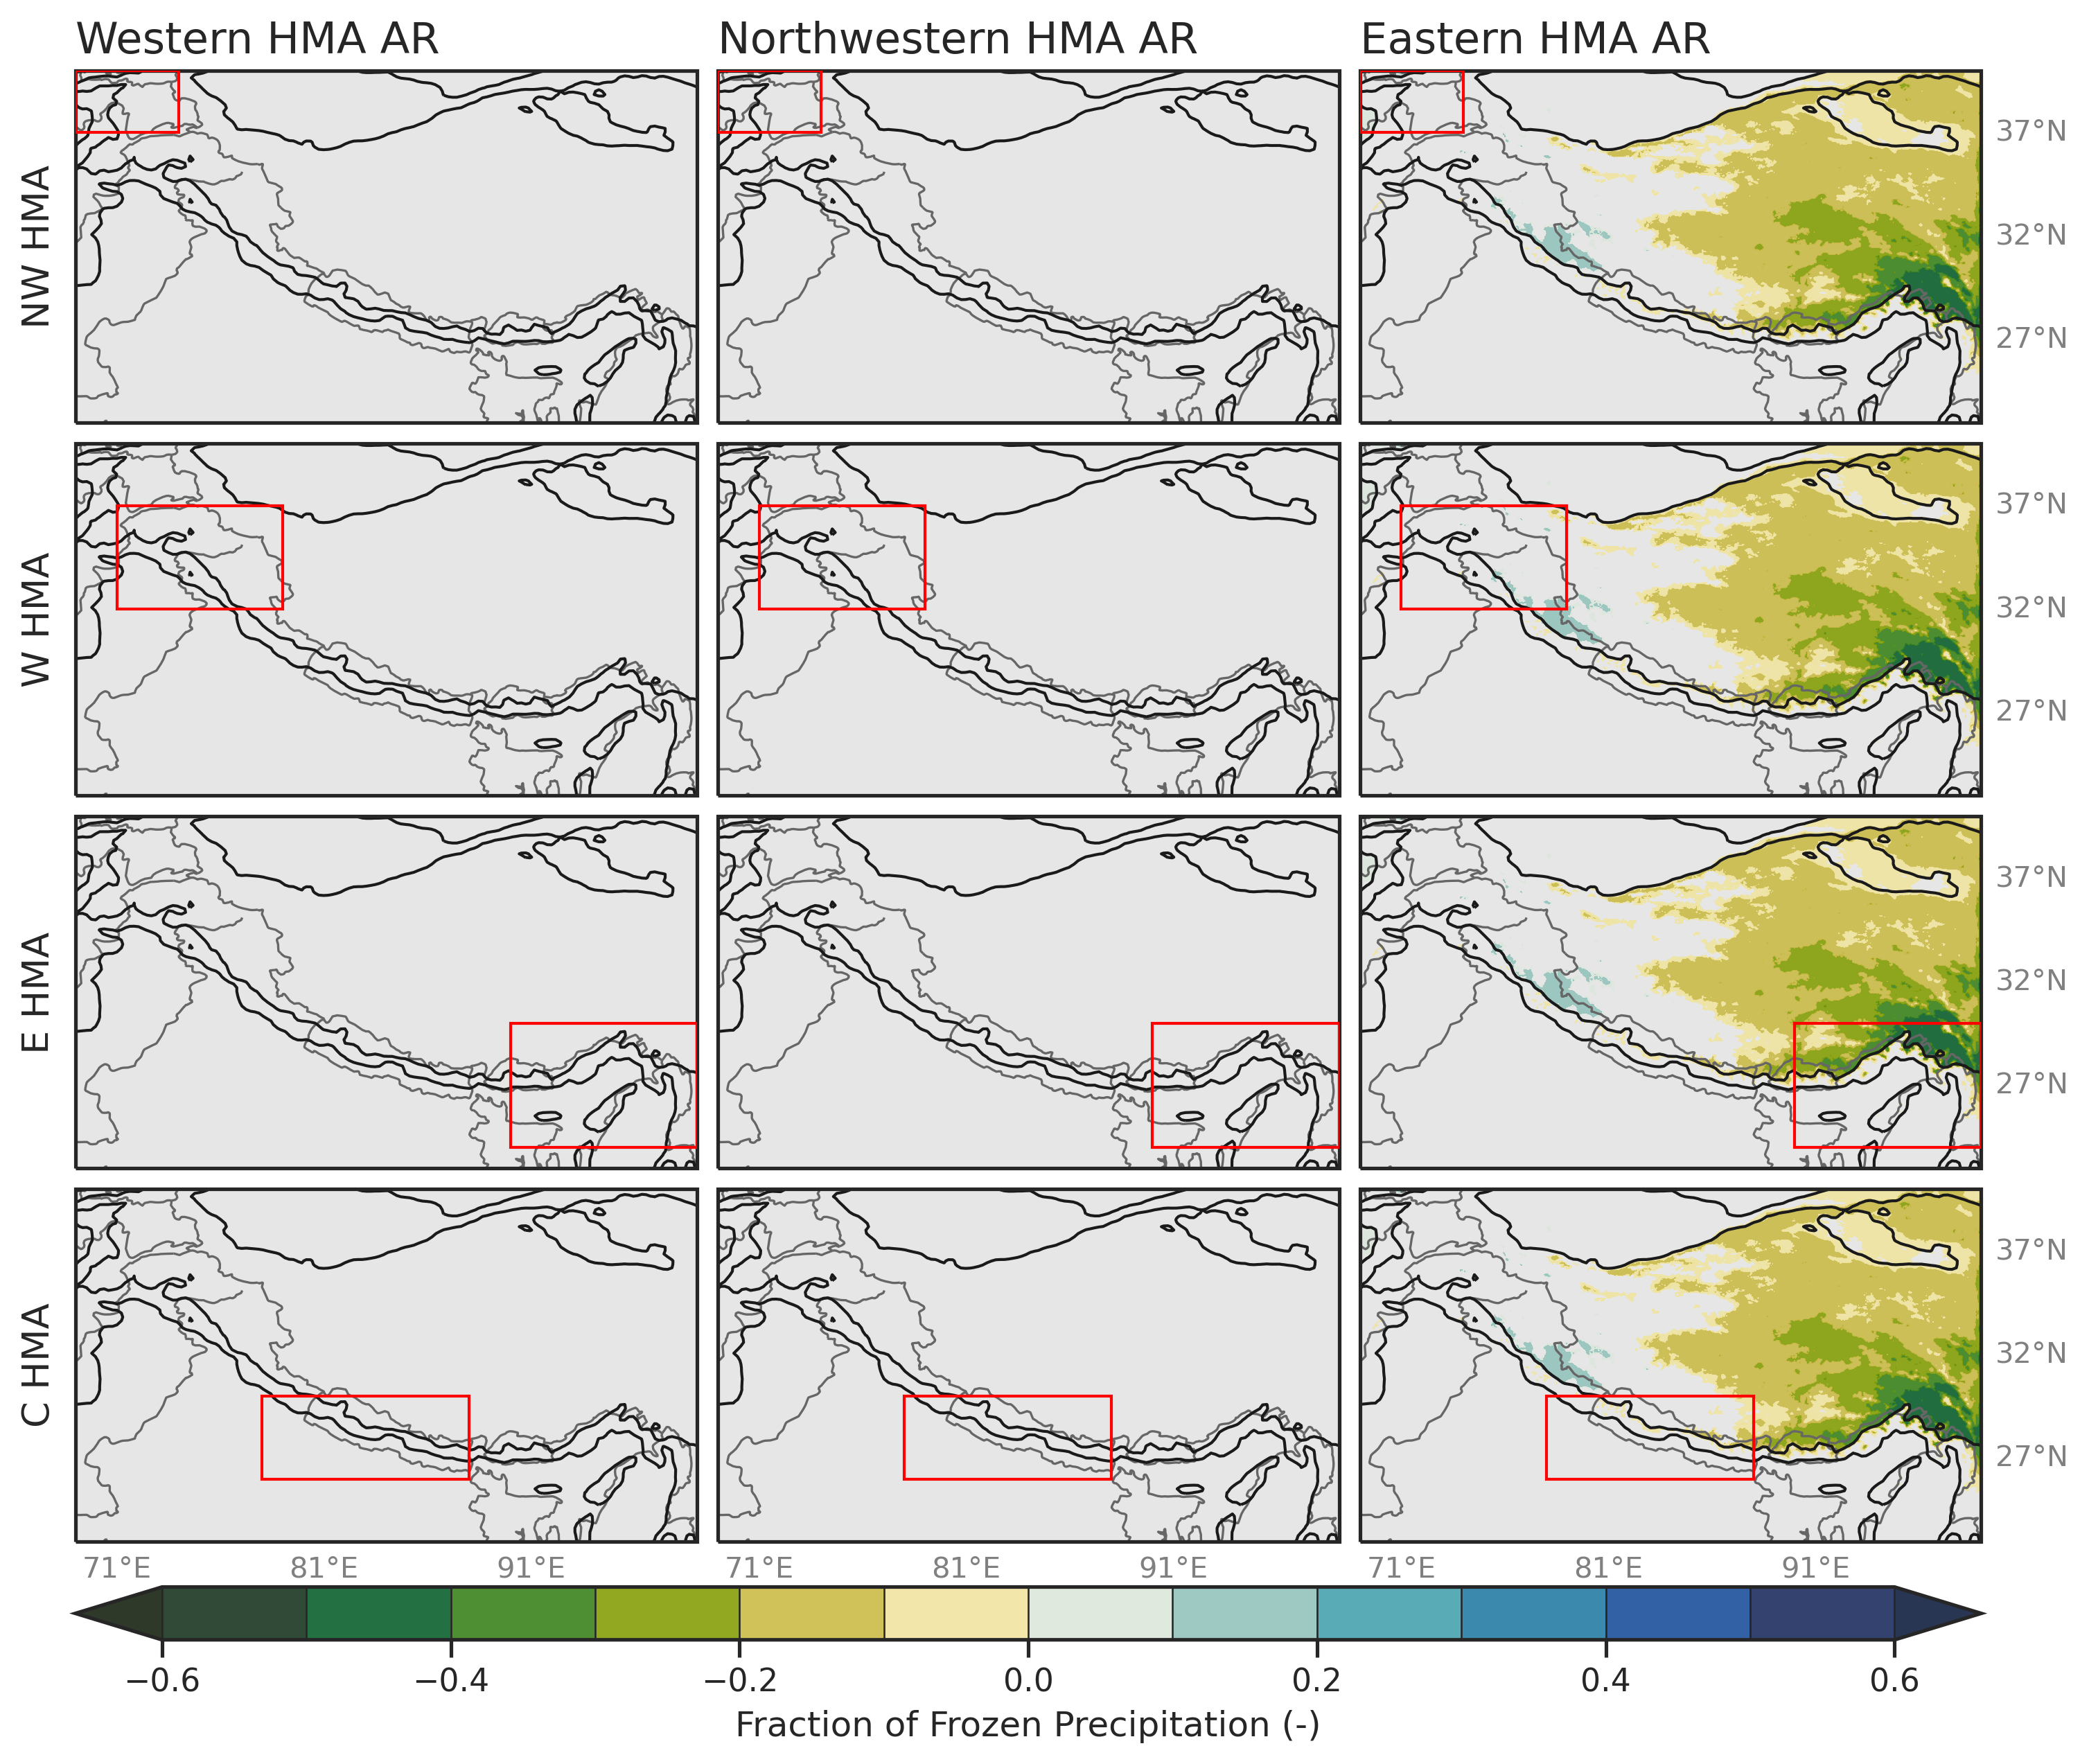 Western HMA AR
Northwestern HMA AR
Eastern HMA AR
NW HMA
37°N
32°N
27°N
W HMA
37°N
32°N
27°N
E HMA
37°N
32°N
27°N
C HMA
37°N
32°N
27°N
71°E 81°E 91°E
71°E 81°E 91°E
71°E 81°E 91°E
−0.6 −0.4 −0.2 0.0 0.2 0.4 0.6
Fraction of Frozen Precipitation (-)